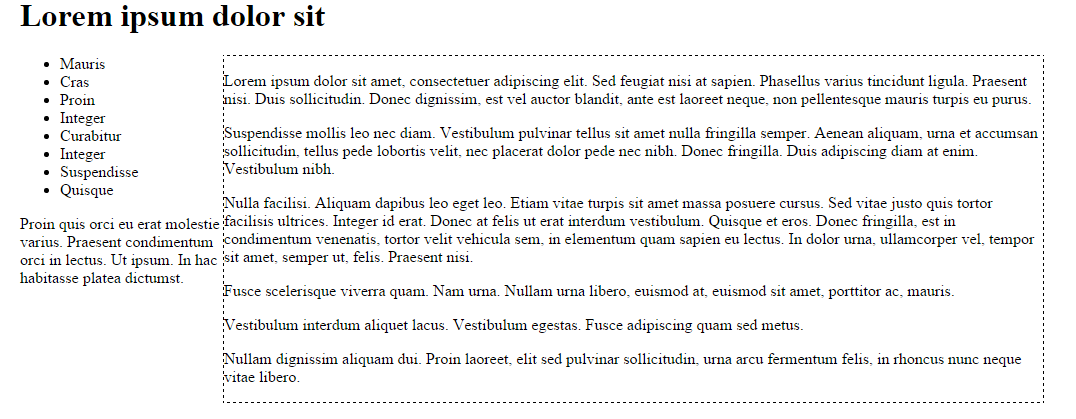 Lorem ipsum dolor sit
Mauris
Cras
Proin
Integer
Curabitur
Integer
Suspendisse
Quisque
Proin quis orci eu erat molestie
varius. Praesent condimentum
orci in lectus. Ut ipsum. In hac
habitasse platea dictumst.
Lorem ipsum dolor sit amet, consectetuer adipiscing elit. Sed feugiat nisi at sapien. Phasellus varius tincidunt ligula. Praesent
nisi. Duis sollicitudin. Donec dignissim, est vel auctor blandit, ante est laoreet neque, non pellentesque mauris turpis eu purus.
Suspendisse mollis leo nec diam. Vestibulum pulvinar tellus sit amet nulla fringilla semper. Aenean aliquam, urna et accumsan
sollicitudin, tellus pede lobortis velit, nec placerat dolor pede nec nibh. Donec fringilla. Duis adipiscing diam at enim.
Vestibulum nibh.
Nulla facilisi. Aliquam dapibus leo eget leo. Etiam vitae turpis sit amet massa posuere cursus. Sed vitae justo quis tortor
facilisis ultrices. Integer id erat. Donec at felis ut erat interdum vestibulum. Quisque et eros. Donec fringilla, est in
condimentum venenatis, tortor velit vehicula sem, in elementum quam sapien eu lectus. In dolor urna, ullamcorper vel, tempor
sit amet, semper ut, felis. Praesent nisi.
Fusce scelerisque viverra quam. Nam urna. Nullam urna libero, euismod at, euismod sit amet, porttitor ac, mauris.
Vestibulum interdum aliquet lacus. Vestibulum egestas. Fusce adipiscing quam sed metus.
Nullam dignissim aliquam dui. Proin laoreet, elit sed pulvinar sollicitudin, urna arcu fermentum felis, in rhoncus nunc neque
vitae libero.